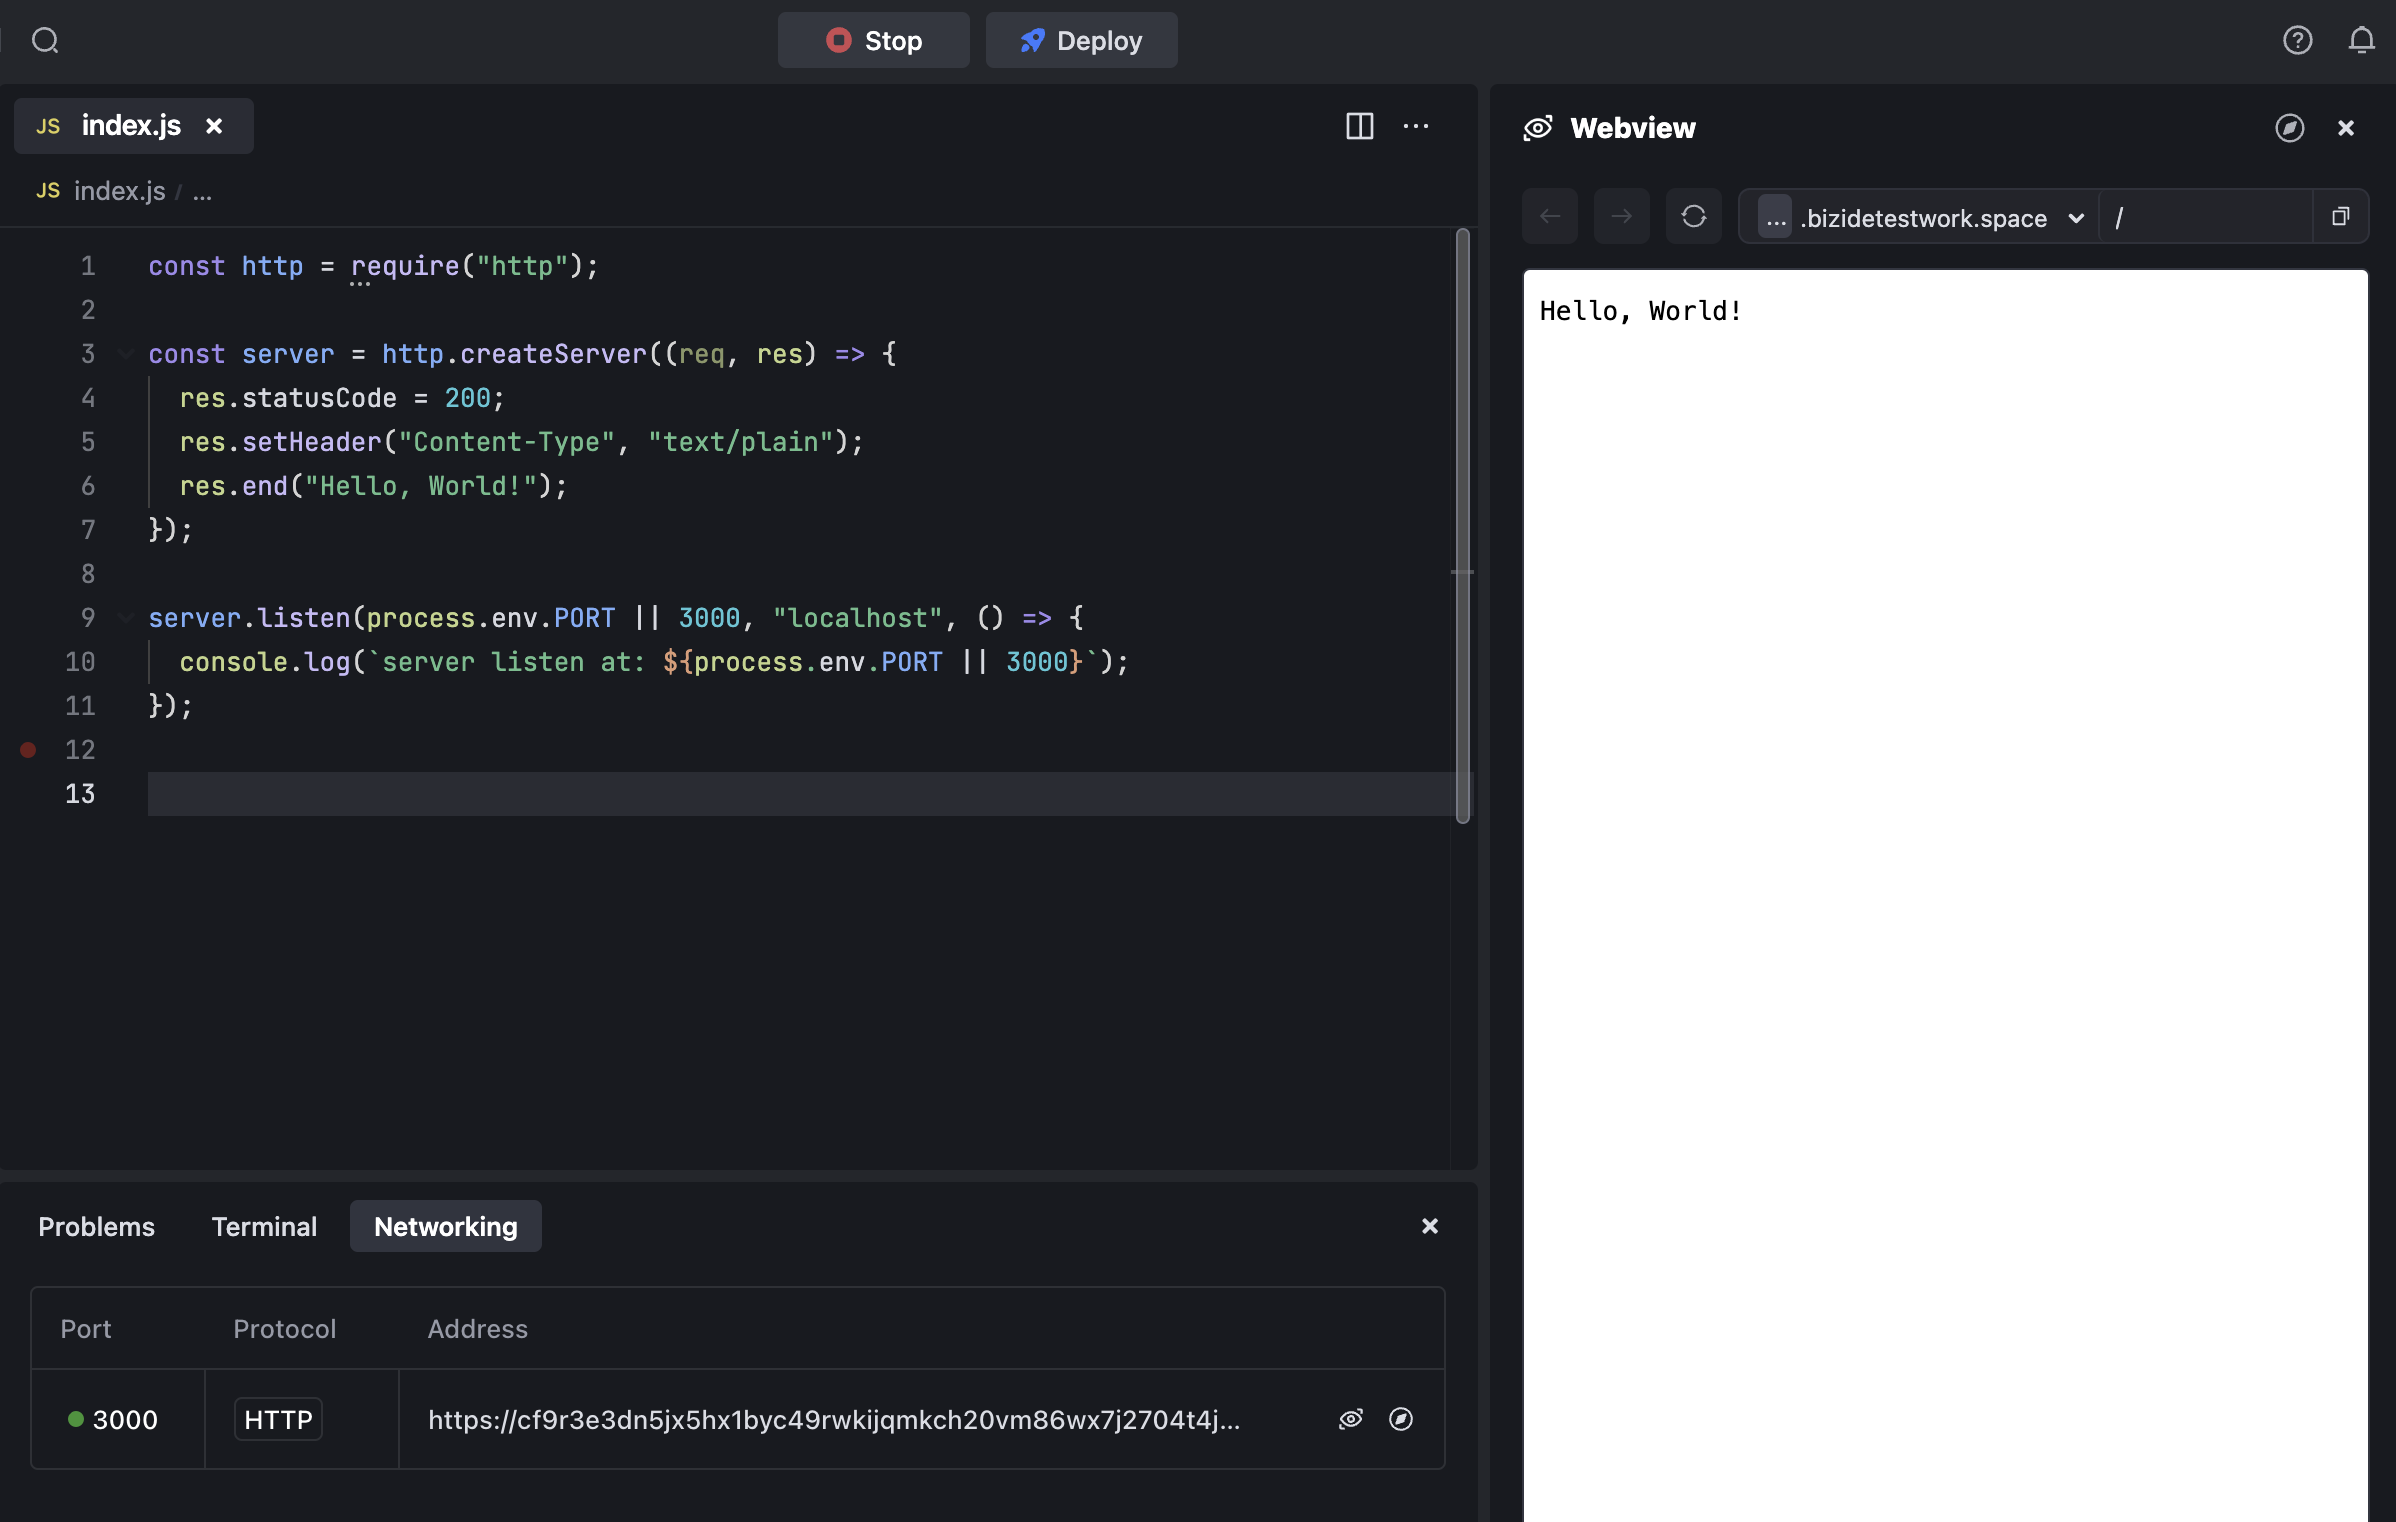 Stop
Deploy
JS index.js
JS index.js / ...
1 const http = require("http");
2
3 const server = http.createServer((req, res) => {
4 res.statusCode = 200;
5 res.setHeader("Content-Type", "text/plain");
6 res.end("Hello, World!");
7 });
8
9 server.listen(process.env.PORT || 3000, "localhost", () => {
10 console.log(`server listen at: ${process.env.PORT || 3000}`);
11 });
12
13
Problems Terminal Networking
Port Protocol Address
3000 HTTP https://cf9r3e3dn5jx5hx1byc49rwkijqmkch20vm86wx7j2704t4j...
Webview
... .bizidetestwork.space /
Hello, World!